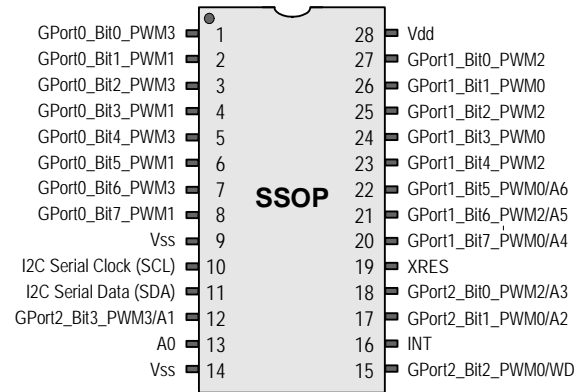 GPort0_Bit0_PWM3 1 28 Vdd
GPort0_Bit1_PWM1 2 27 GPort1_Bit0_PWM2
GPort0_Bit2_PWM3 3 26 GPort1_Bit1_PWM0
GPort0_Bit3_PWM1 4 25 GPort1_Bit2_PWM2
GPort0_Bit4_PWM3 5 24 GPort1_Bit3_PWM0
GPort0_Bit5_PWM1 6 23 GPort1_Bit4_PWM2
GPort0_Bit6_PWM3 7 22 GPort1_Bit5_PWM0/A6
SSOP
GPort0_Bit7_PWM1 8 21 GPort1_Bit6_PWM2/A5
Vss 9 20 GPort1_Bit7_PWM0/A4
I2C Serial Clock (SCL) 10 19 XRES
I2C Serial Data (SDA) 11 18 GPort2_Bit0_PWM2/A3
GPort2_Bit3_PWM3/A1 12 17 GPort2_Bit1_PWM0/A2
A0 13 16 INT
Vss 14 15 GPort2_Bit2_PWM0/WD